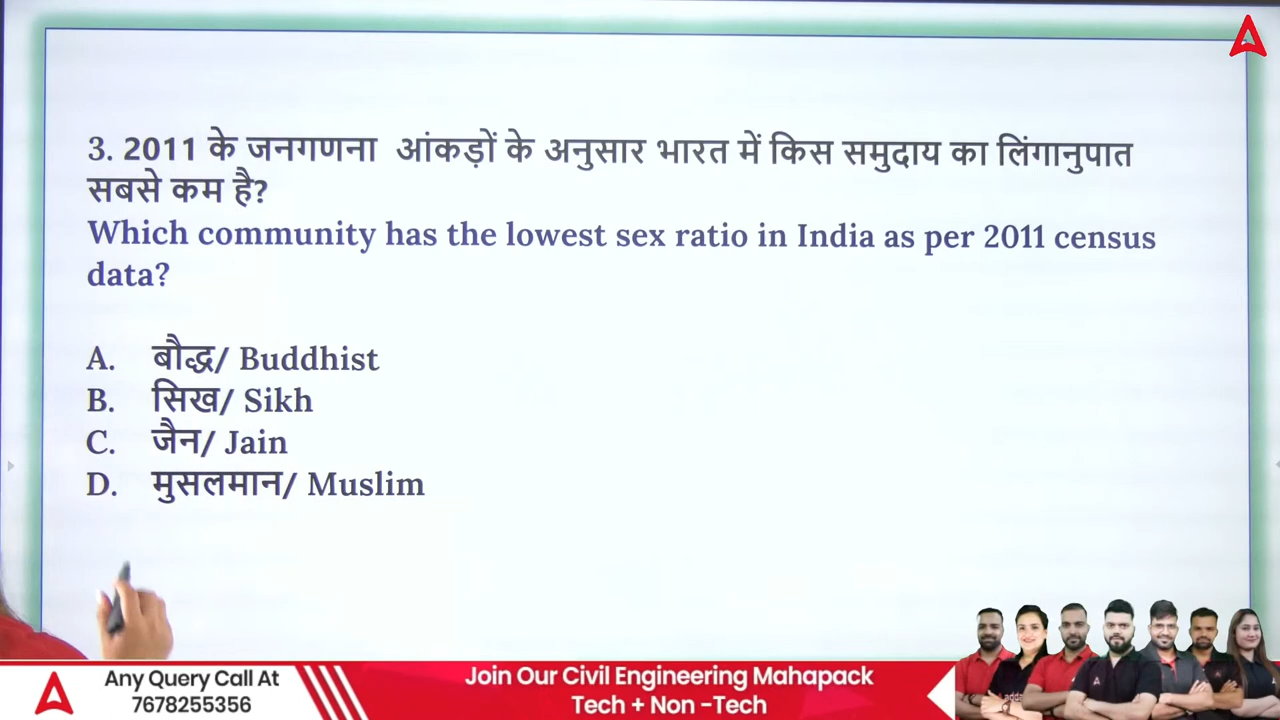 3. 2011 के जनगणना आंकड़ों के अनुसार भारत में किस समुदाय का लिंगानुपात
सबसे कम है?
Which community has the lowest sex ratio in India as per 2011 census
data?
A. बौद्ध/ Buddhist
B. सिख/ Sikh
C. जैन/ Jain
D. मुसलमान/ Muslim
Any Query Call At
7678255356
Join Our Civil Engineering Mahapack
Tech + Non -Tech